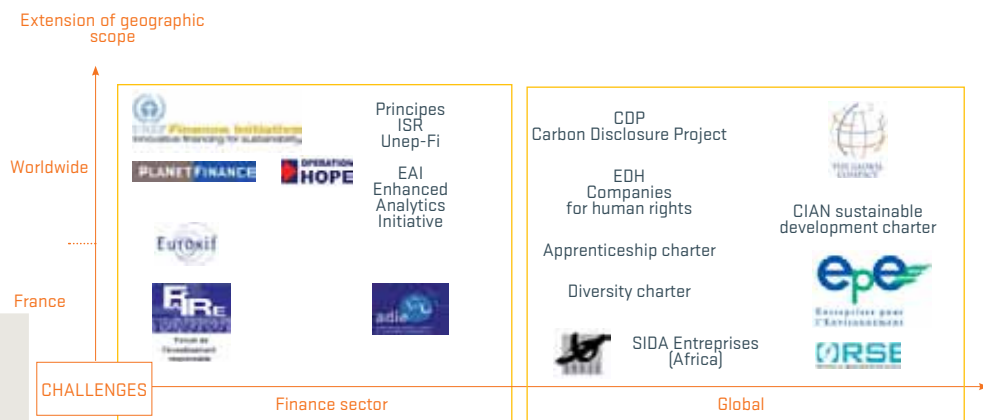 Extension of geographic
scope
Worldwide
France
CHALLENGES
UNEP Finance Initiative
Innovative financing for sustainability
PLANET FINANCE
OPERATION
HOPE
Principes
ISR
Unep-Fi
EAI
Enhanced
Analytics
Initiative
Eurosif
FIRE
Forum de
l'investissement
responsable
adie
Finance sector
CDP
Carbon Disclosure Project
EDH
Companies
for human rights
Apprenticeship charter
Diversity charter
SIDA Entreprises
(Africa)
THE GLOBAL
COMPACT
CIAN sustainable
development charter
epe
Entreprises pour
l'Environnement
ORSE
Global